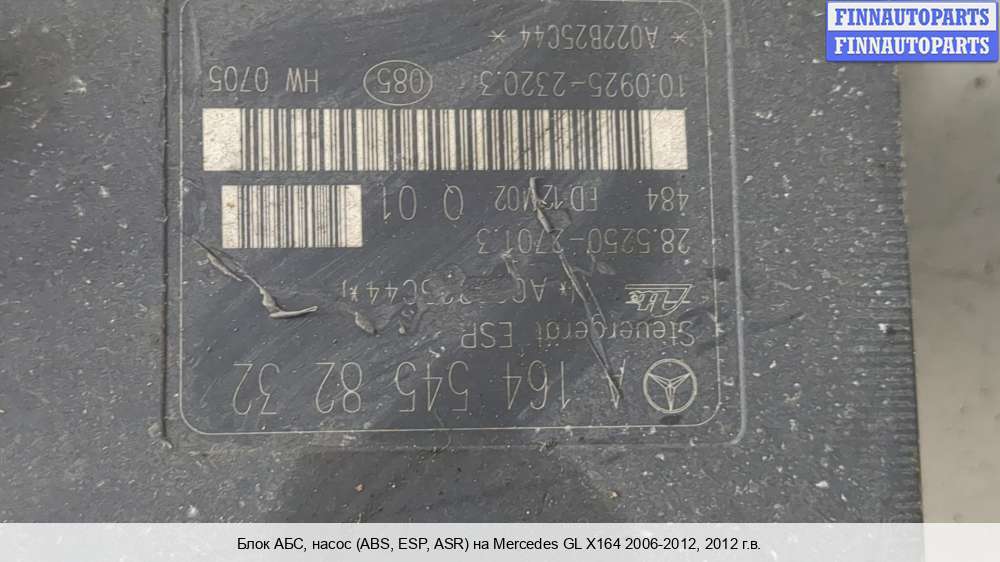 FINNAUTOPARTS
FINNAUTOPARTS
A 164 545 82 32
Steuergerät ESP
Ate
28.5250-2701.3
484 Q 01
10.0925-2320.3 085 HW 0705
* A022B25C44 *
Блок АБС, насос (ABS, ESP, ASR) на Mercedes GL X164 2006-2012, 2012 г.в.